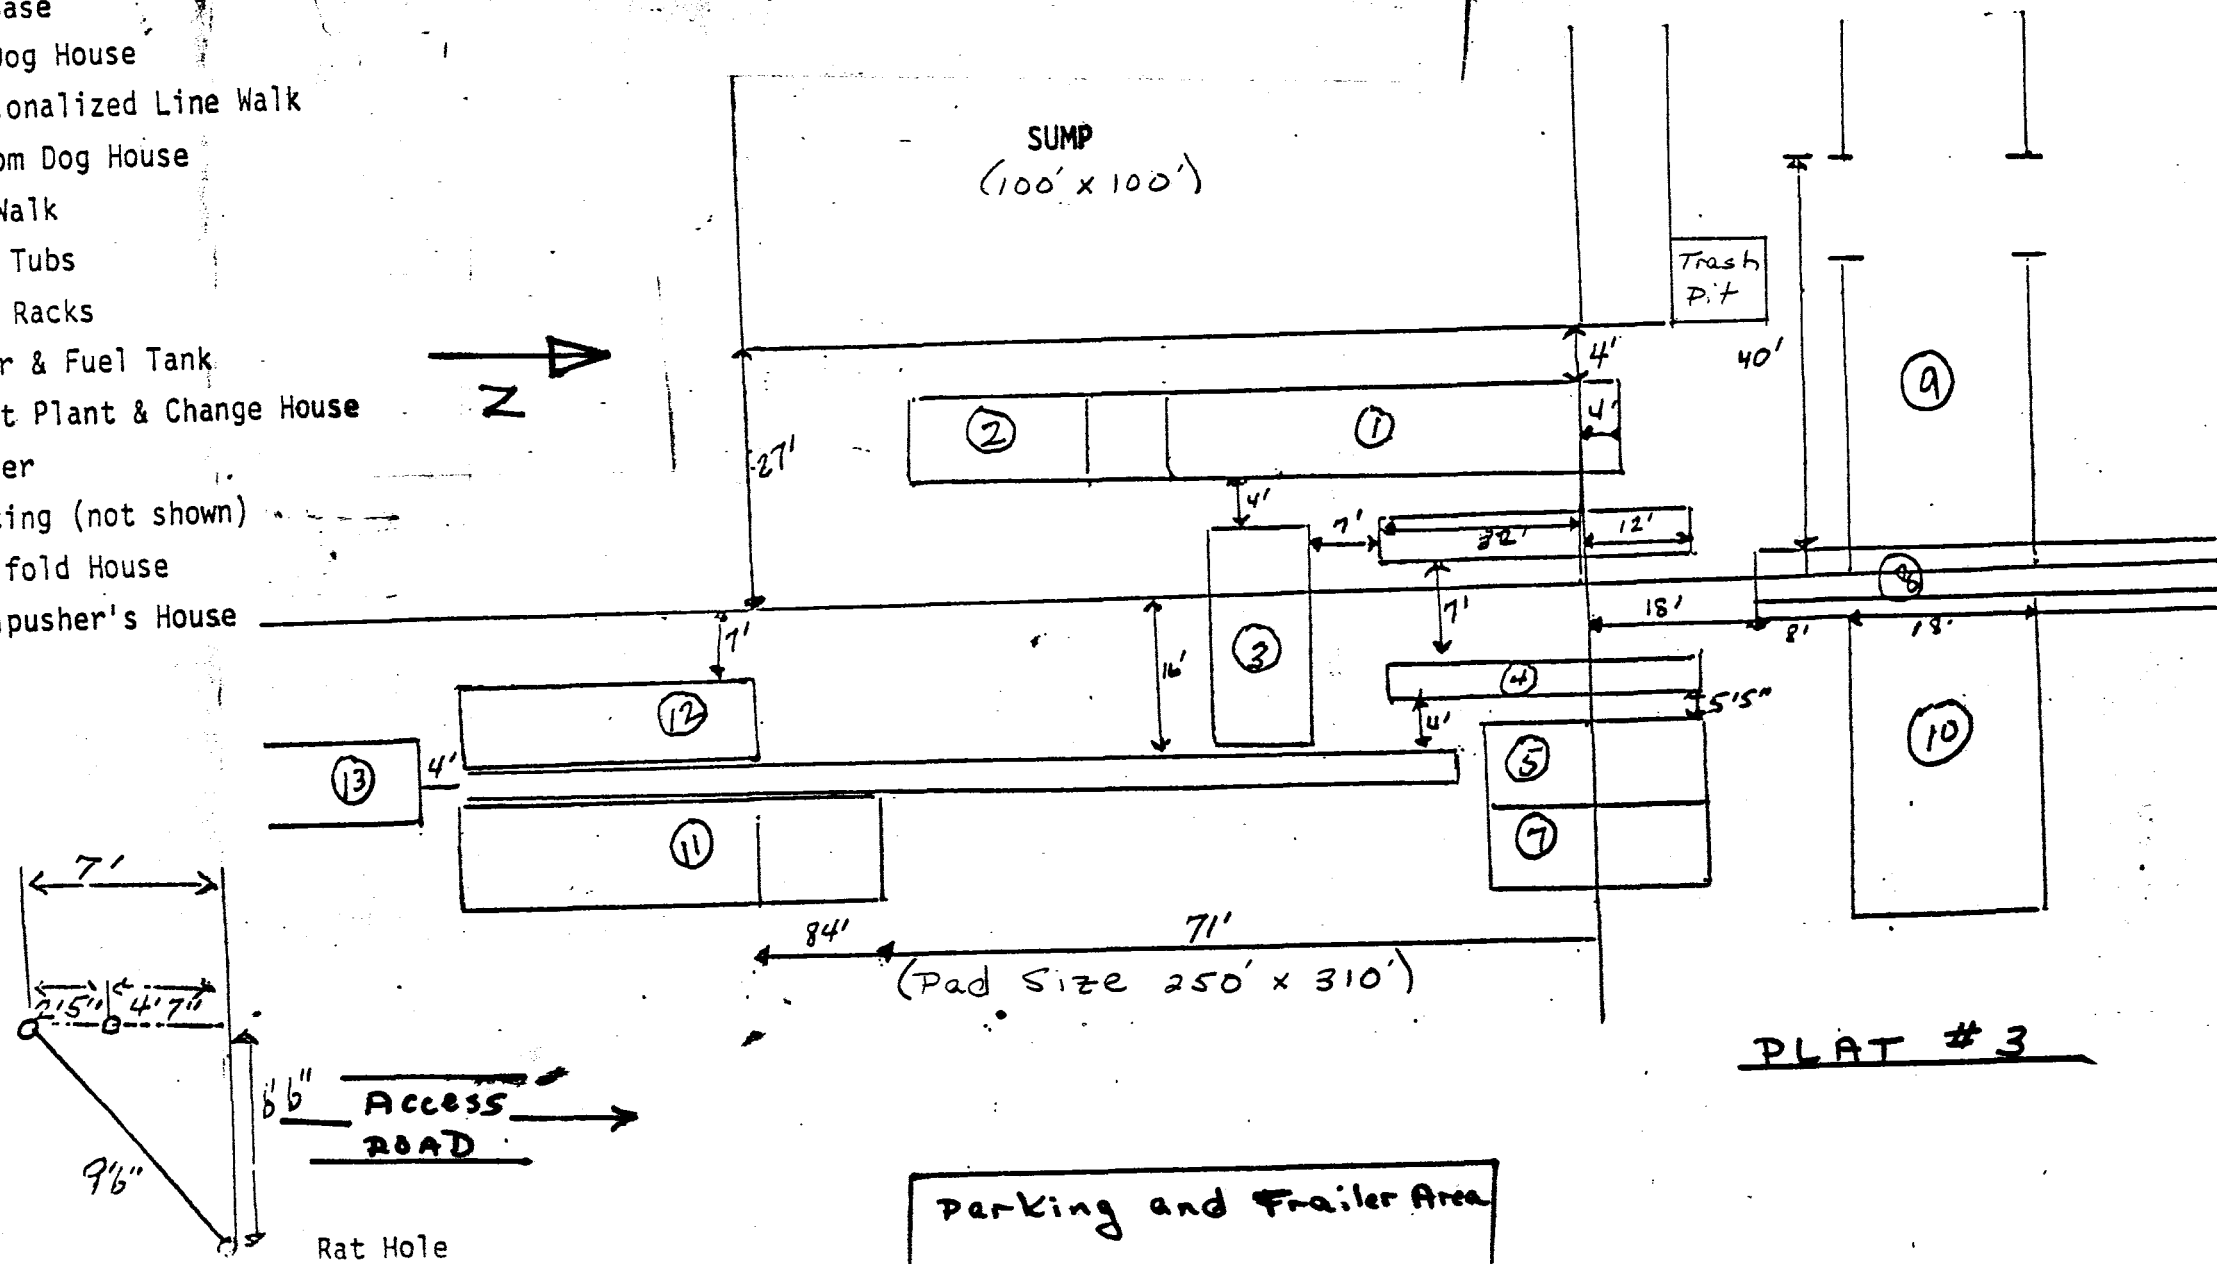 ase
Dog House
ionalized Line Walk
om Dog House
Walk
Tubs
Racks
r & Fuel Tank
t Plant & Change House
er
ing (not shown)
fold House
pusher's House
N
SUMP
(100' x 100')
Trash
Pit
4'
40'
9
2
1
4'
27'
4'
7'
32'
12'
8
7'
3
7'
18'
8'
18'
16'
12
4
5'5"
4'
13
4'
5
10
11
7
7'
84'
71'
(Pad Size 250' x 310')
2'5"
4'7"
PLAT #3
6'6"
Access
ROAD
9'6"
Parking and Trailer Area
Rat Hole